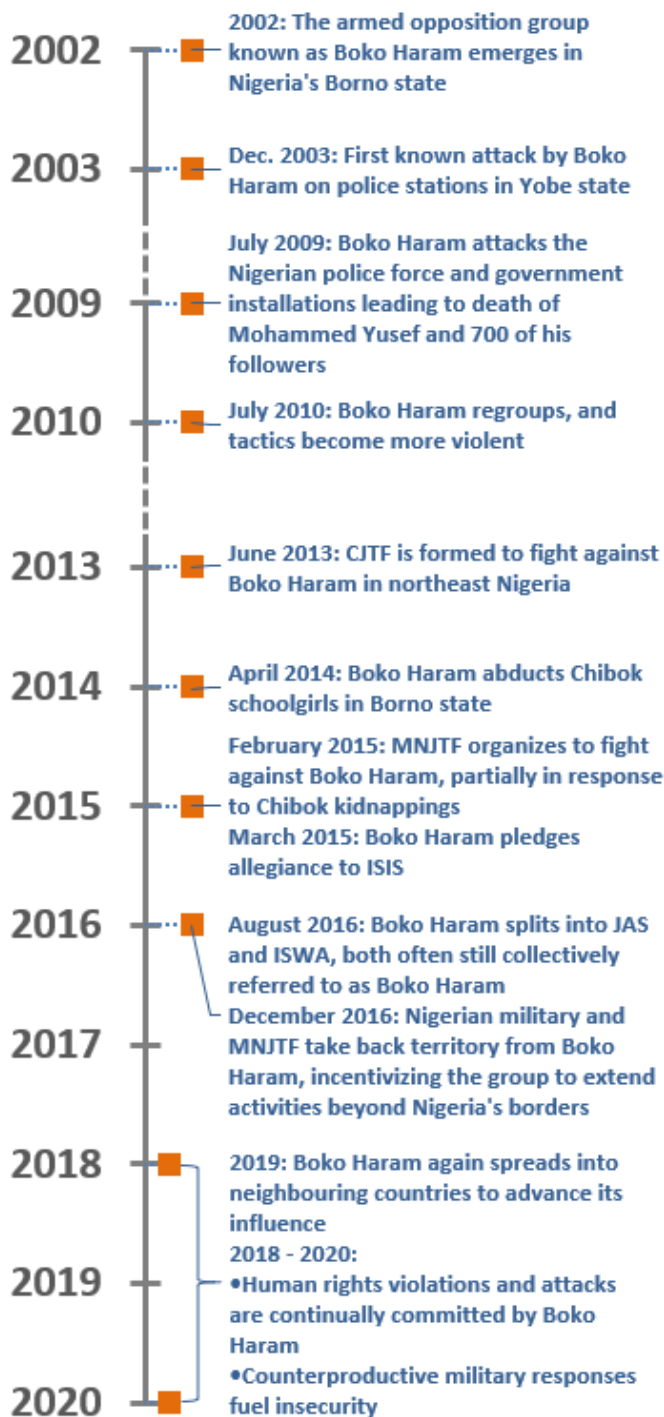 2002
2002: The armed opposition group
known as Boko Haram emerges in
Nigeria's Borno state
2003
Dec. 2003: First known attack by Boko
Haram on police stations in Yobe state
2009
July 2009: Boko Haram attacks the
Nigerian police force and government
installations leading to death of
Mohammed Yusef and 700 of his
followers
2010
July 2010: Boko Haram regroups, and
tactics become more violent
2013
June 2013: CJTF is formed to fight against
Boko Haram in northeast Nigeria
2014
April 2014: Boko Haram abducts Chibok
schoolgirls in Borno state
2015
February 2015: MNJTF organizes to fight
against Boko Haram, partially in response
to Chibok kidnappings
March 2015: Boko Haram pledges
allegiance to ISIS
2016
August 2016: Boko Haram splits into JAS
and ISWA, both often still collectively
referred to as Boko Haram
December 2016: Nigerian military and
MNJTF take back territory from Boko
Haram, incentivizing the group to extend
activities beyond Nigeria's borders
2017
2018
2019: Boko Haram again spreads into
neighbouring countries to advance its
influence
2018 - 2020:
•Human rights violations and attacks
are continually committed by Boko
Haram
•Counterproductive military responses
fuel insecurity
2019
2020